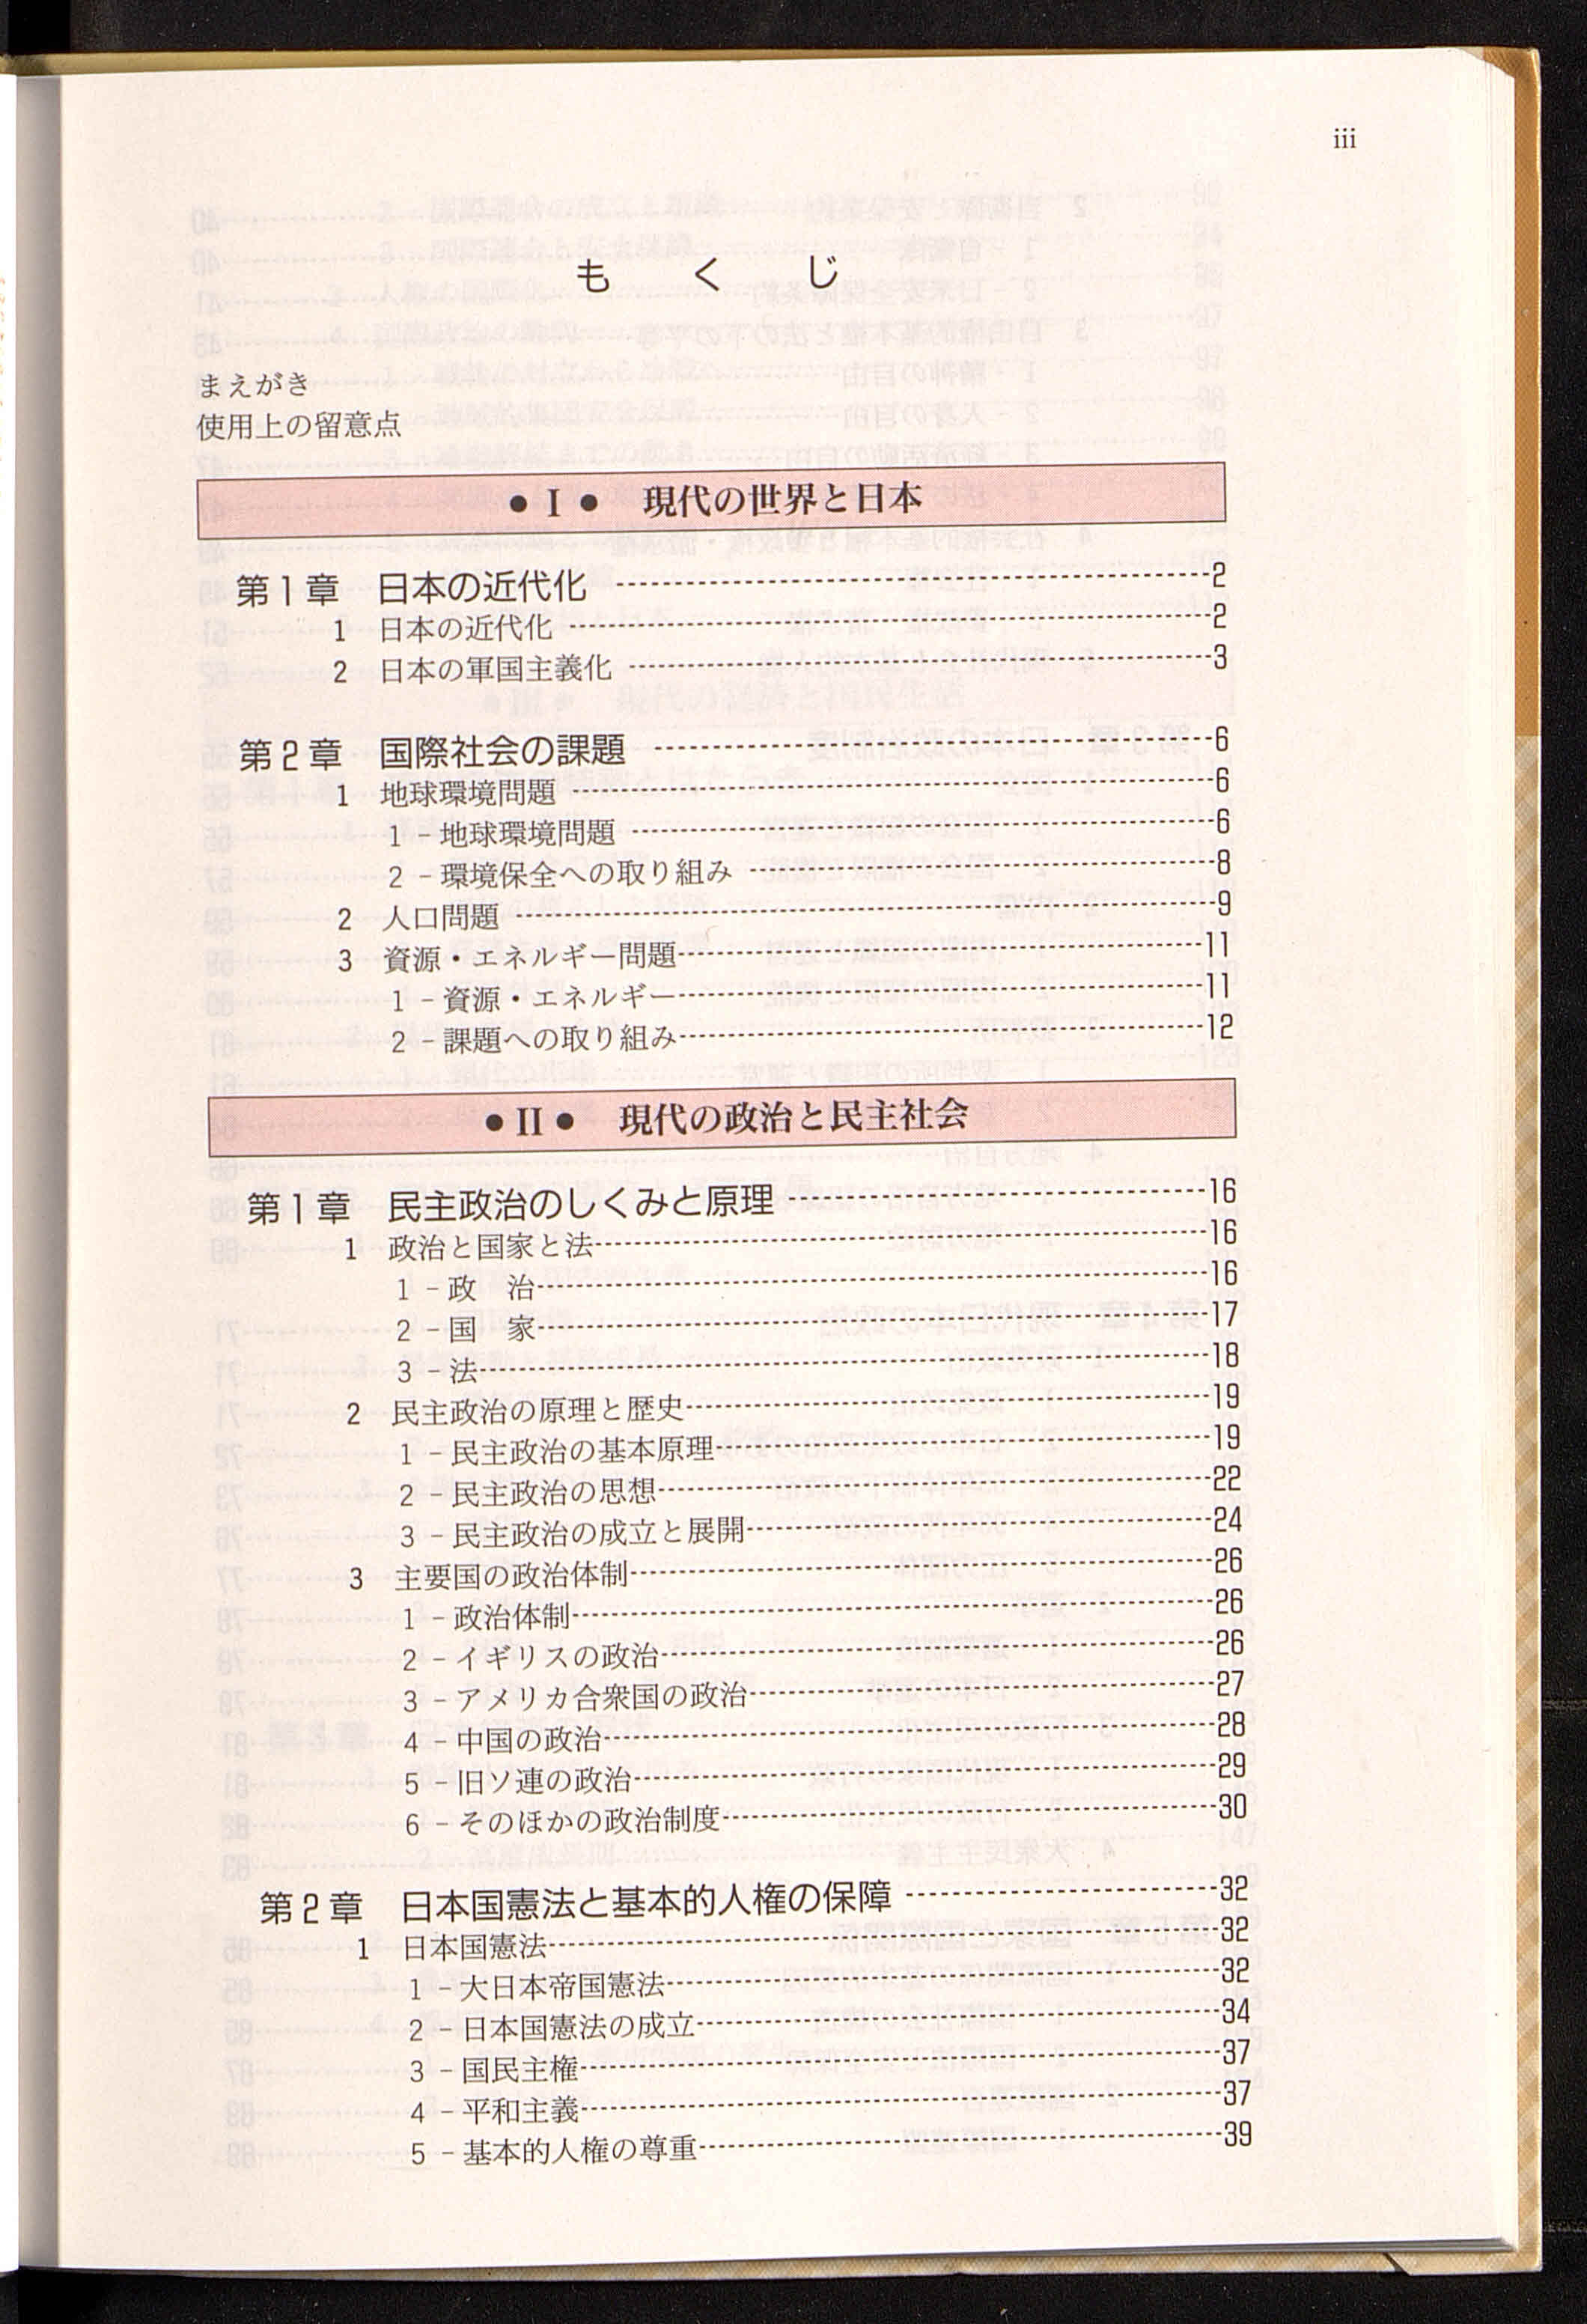 iii
もくじ
まえがき
使用上の留意点
●Ⅰ● 現代の世界と日本
第1章 日本の近代化 2
1 日本の近代化 2
2 日本の軍国主義化 3
第2章 国際社会の課題 6
1 地球環境問題 6
1-地球環境問題 6
2-環境保全への取り組み 8
2 人口問題 9
3 資源・エネルギー問題 11
1-資源・エネルギー 11
2-課題への取り組み 12
●Ⅱ● 現代の政治と民主社会
第1章 民主政治のしくみと原理 16
1 政治と国家と法 16
1-政 治 16
2-国 家 17
3-法 18
2 民主政治の原理と歴史 19
1-民主政治の基本原理 19
2-民主政治の思想 22
3-民主政治の成立と展開 24
3 主要国の政治体制 26
1-政治体制 26
2-イギリスの政治 26
3-アメリカ合衆国の政治 27
4-中国の政治 28
5-旧ソ連の政治 29
6-そのほかの政治制度 30
第2章 日本国憲法と基本的人権の保障 32
1 日本国憲法 32
1-大日本帝国憲法 32
2-日本国憲法の成立 34
3-国民主権 37
4-平和主義 37
5-基本的人権の尊重 39